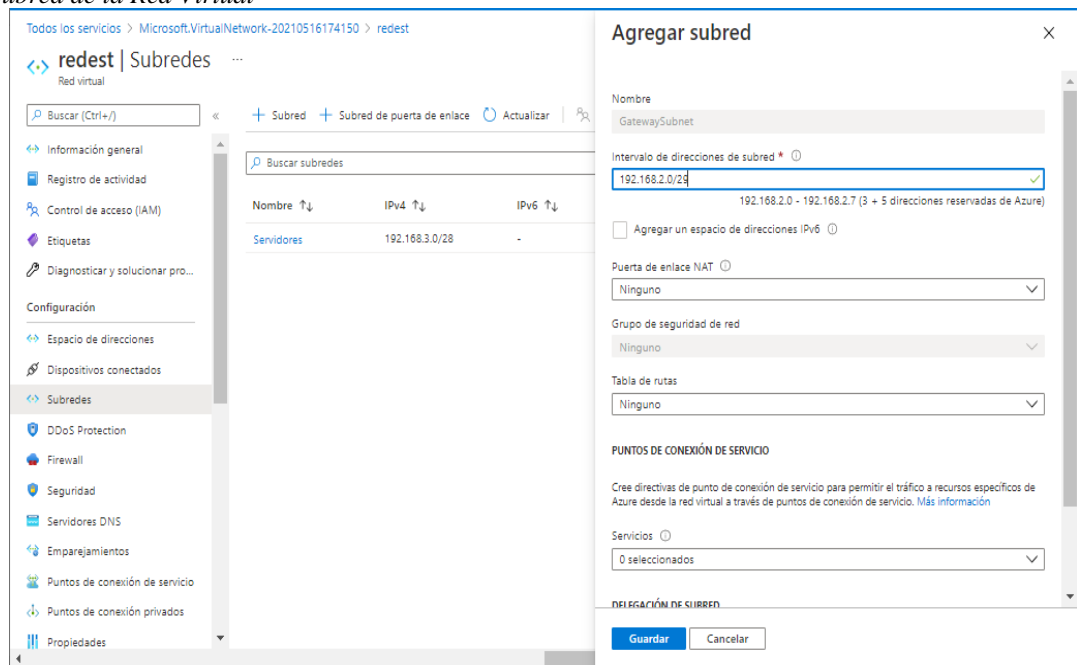 ubred de la Red Virtual
Todos los servicios > Microsoft.VirtualNetwork-20210516174150 > redest
redest | Subredes ...
Red virtual
Buscar (Ctrl+/) «
Información general
Registro de actividad
Control de acceso (IAM)
Etiquetas
Diagnosticar y solucionar pro...
Configuración
Espacio de direcciones
Dispositivos conectados
Subredes
DDoS Protection
Firewall
Seguridad
Servidores DNS
Emparejamientos
Puntos de conexión de servicio
Puntos de conexión privados
Propiedades
+ Subred + Subred de puerta de enlace Actualizar
Buscar subredes
Nombre ↑↓ IPv4 ↑↓ IPv6 ↑↓
Servidores 192.168.3.0/28 -
Agregar subred
Nombre
GatewaySubnet
Intervalo de direcciones de subred *
192.168.2.0/29
192.168.2.0 - 192.168.2.7 (3 + 5 direcciones reservadas de Azure)
Agregar un espacio de direcciones IPv6
Puerta de enlace NAT
Ninguno
Grupo de seguridad de red
Ninguno
Tabla de rutas
Ninguno
PUNTOS DE CONEXIÓN DE SERVICIO
Cree directivas de punto de conexión de servicio para permitir el tráfico a recursos específicos de
Azure desde la red virtual a través de puntos de conexión de servicio. Más información
Servicios
0 seleccionados
DELEGACIÓN DE SUBRED
Guardar Cancelar